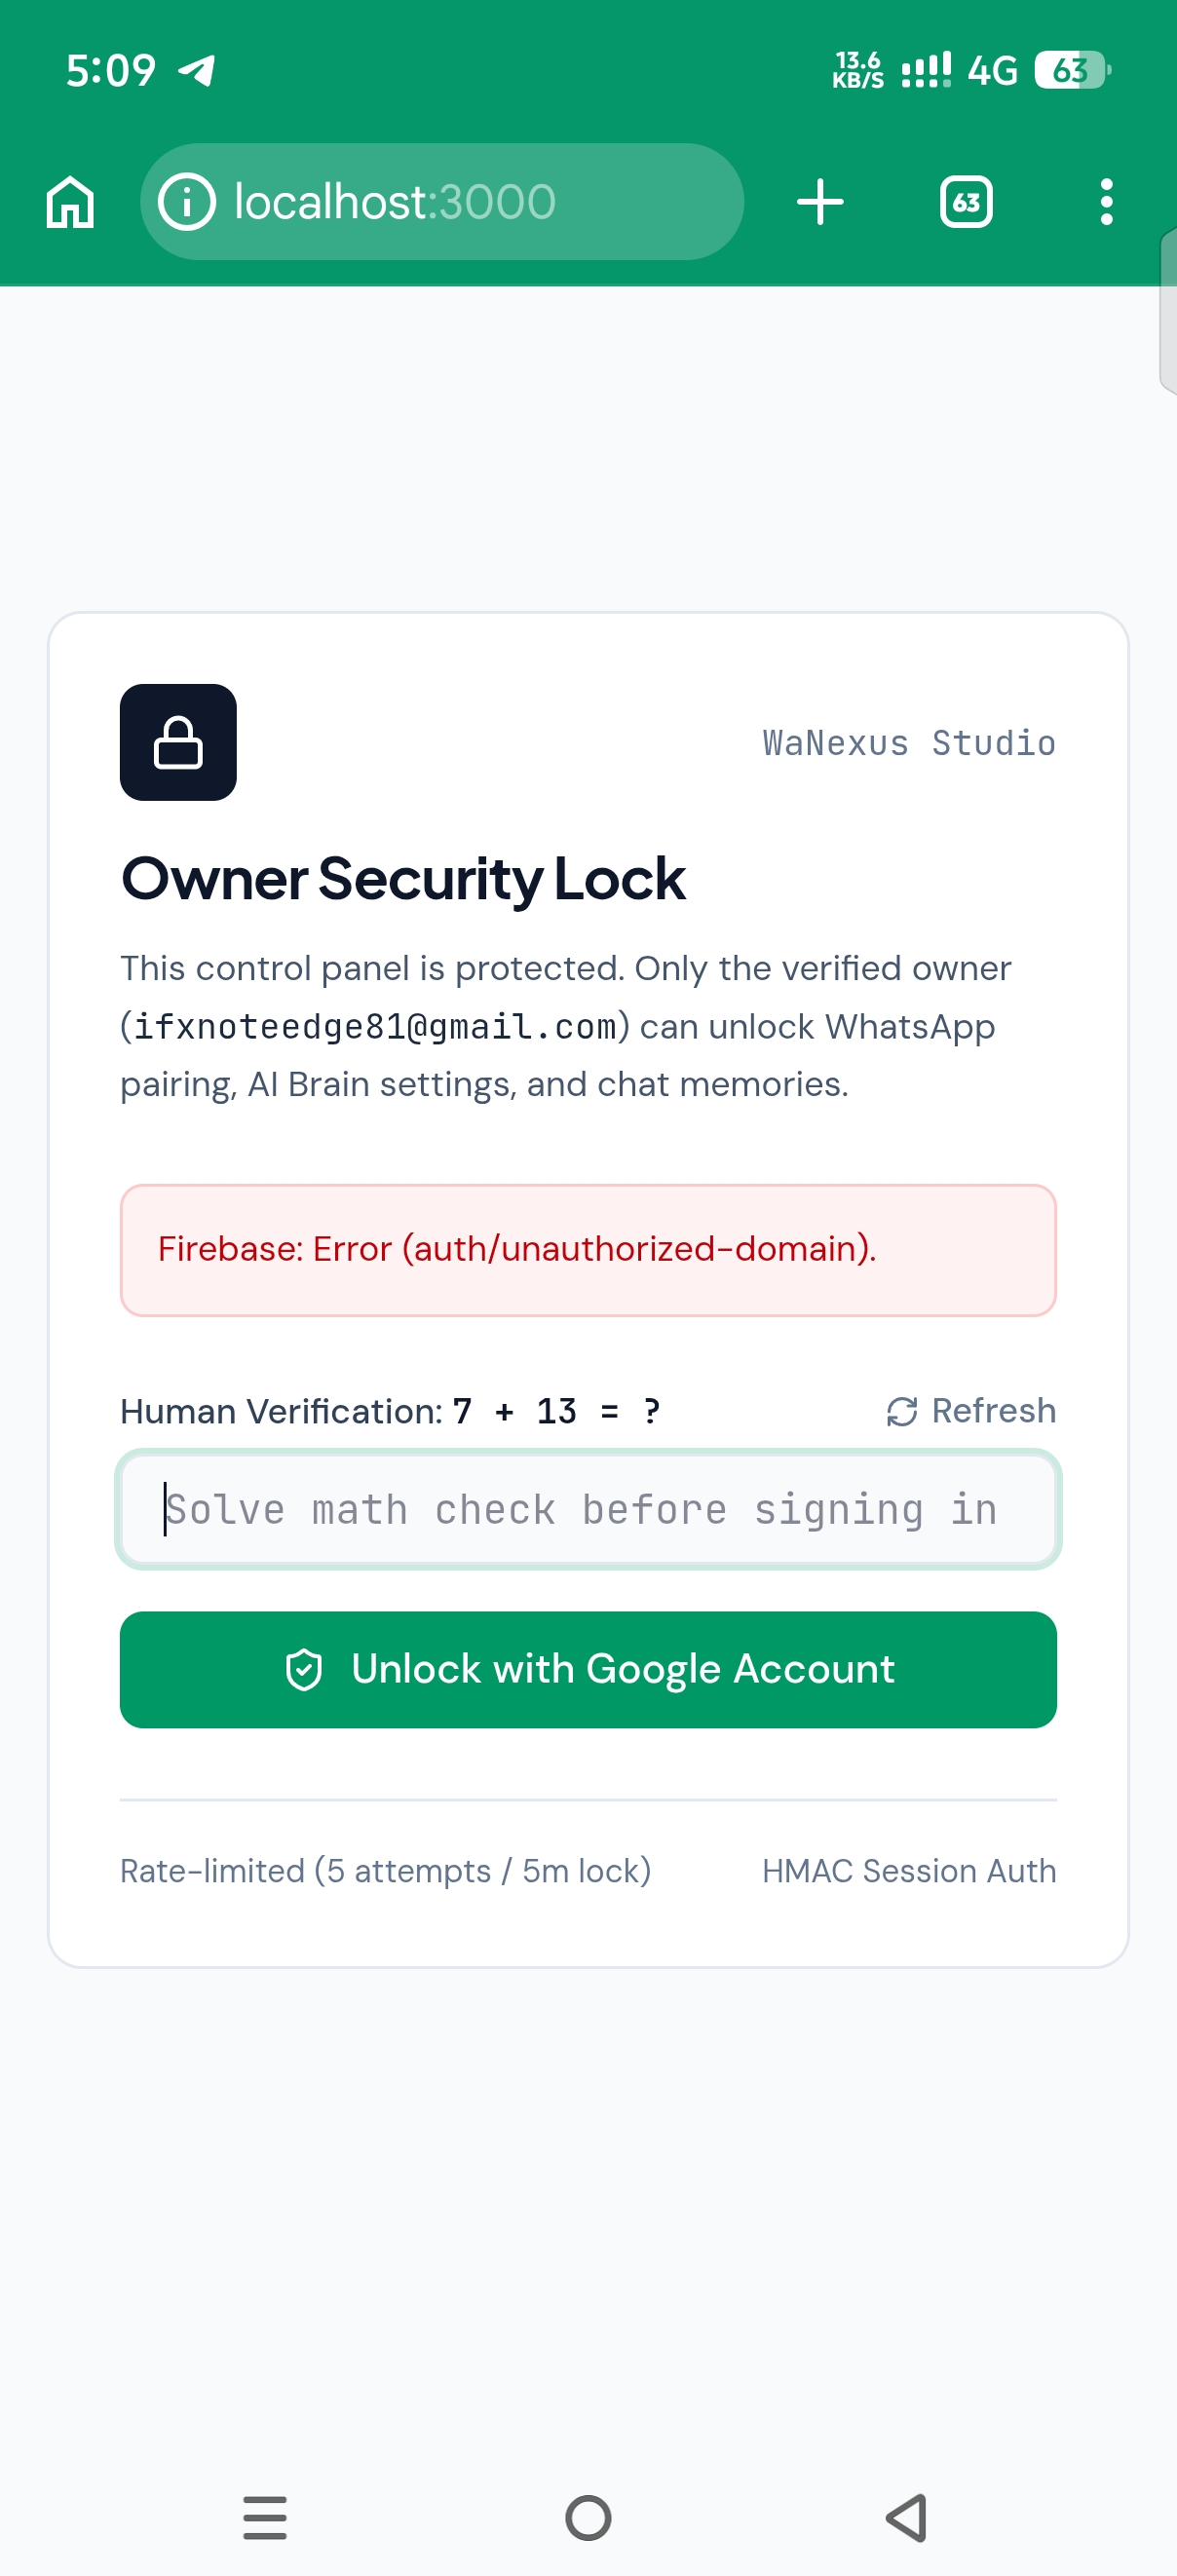 5:09
13.6
KB/S
4G
63
localhost:3000
63
WaNexus Studio
Owner Security Lock
This control panel is protected. Only the verified owner
(ifxnoteedge81@gmail.com) can unlock WhatsApp
pairing, AI Brain settings, and chat memories.
Firebase: Error (auth/unauthorized-domain).
Human Verification: 7 + 13 = ?
Refresh
Solve math check before signing in
Unlock with Google Account
Rate-limited (5 attempts / 5m lock)
HMAC Session Auth